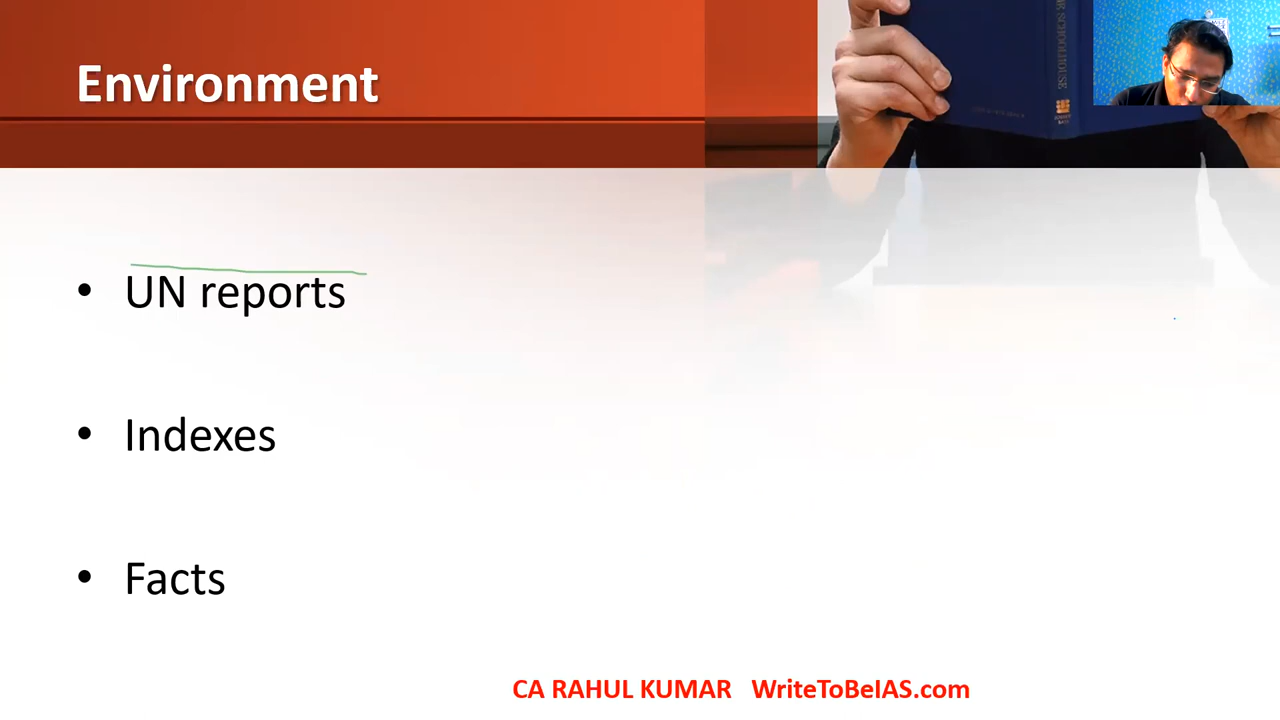 Environment
• UN reports
• Indexes
• Facts
CA RAHUL KUMAR WriteToBeIAS.com